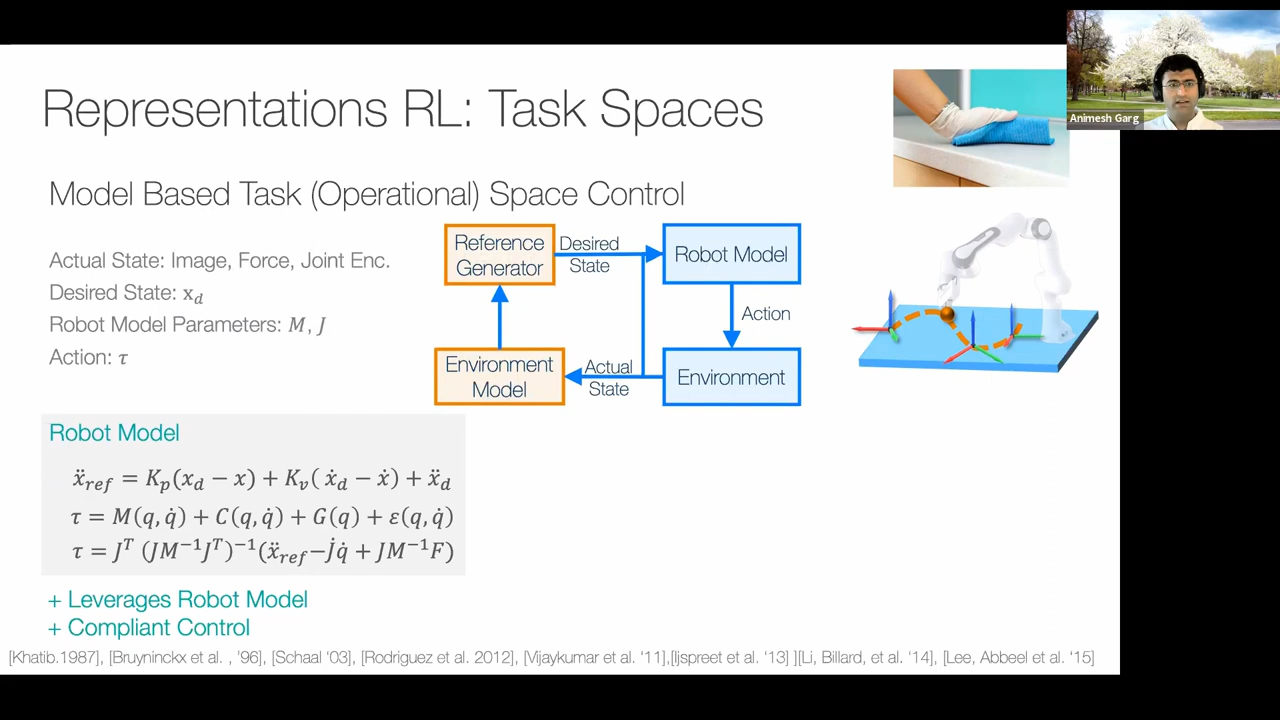 Animesh Garg
Representations RL: Task Spaces
Model Based Task (Operational) Space Control
Actual State: Image, Force, Joint Enc.
Desired State: x_d
Robot Model Parameters: M, J
Action: τ
Reference
Generator
Desired
State
Robot Model
Action
Environment
Model
Actual
State
Environment
Robot Model
ẍ_ref = K_p(x_d − x) + K_v( ẋ_d − ẋ) + ẍ_d
τ = M(q, q̇) + C(q, q̇) + G(q) + ε(q, q̇)
τ = J^T (JM^−1J^T)^−1(ẍ_ref−J̇q̇ + JM^−1F)
+ Leverages Robot Model
+ Compliant Control
[Khatib.1987], [Bruyninckx et al. , '96], [Schaal '03], [Rodriguez et al. 2012], [Vijaykumar et al. '11],[Ijspreet et al. '13] ][Li, Billard, et al. '14], [Lee, Abbeel et al. '15]